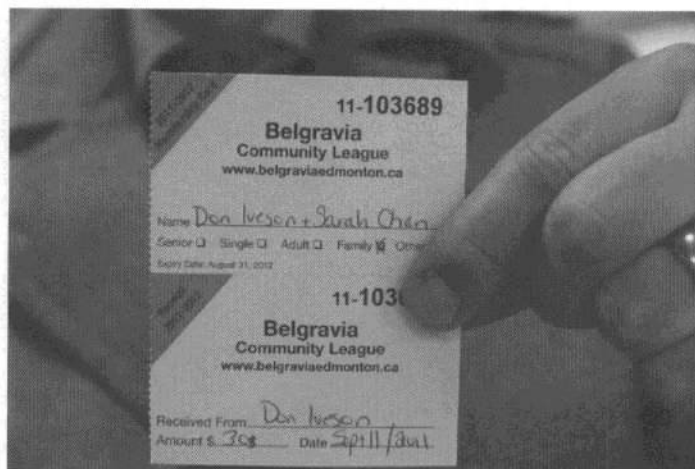 11-103689
Belgravia
Community League
www.belgraviaedmonton.ca
Name Don Iveson + Sarah Chan
Senior ☐ Single ☐ Adult ☐ Family ☒ Other
Expiry Date: August 31, 2012
11-103
Belgravia
Community League
www.belgraviaedmonton.ca
Received From Don Iveson
Amount $ 30
Date Sept 11/2011